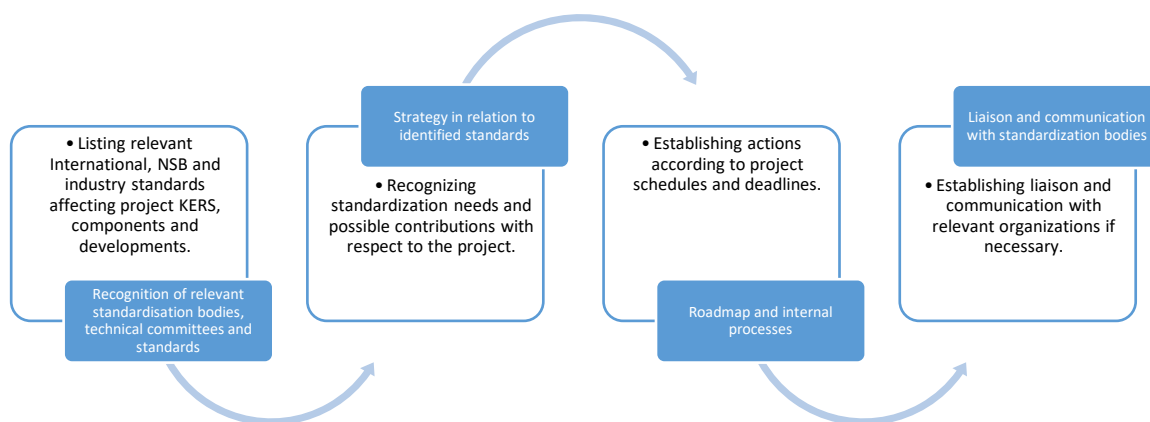 • Listing relevant
International, NSB and
industry standards
affecting project KERS,
components and
developments.
Recognition of relevant
standardisation bodies,
technical committees and
standards
Strategy in relation to
identified standards
• Recognizing
standardization needs and
possible contributions with
respect to the project.
• Establishing actions
according to project
schedules and deadlines.
Roadmap and internal
processes
Liaison and communication
with standardization bodies
• Establishing liaison and
communication with
relevant organizations if
necessary.